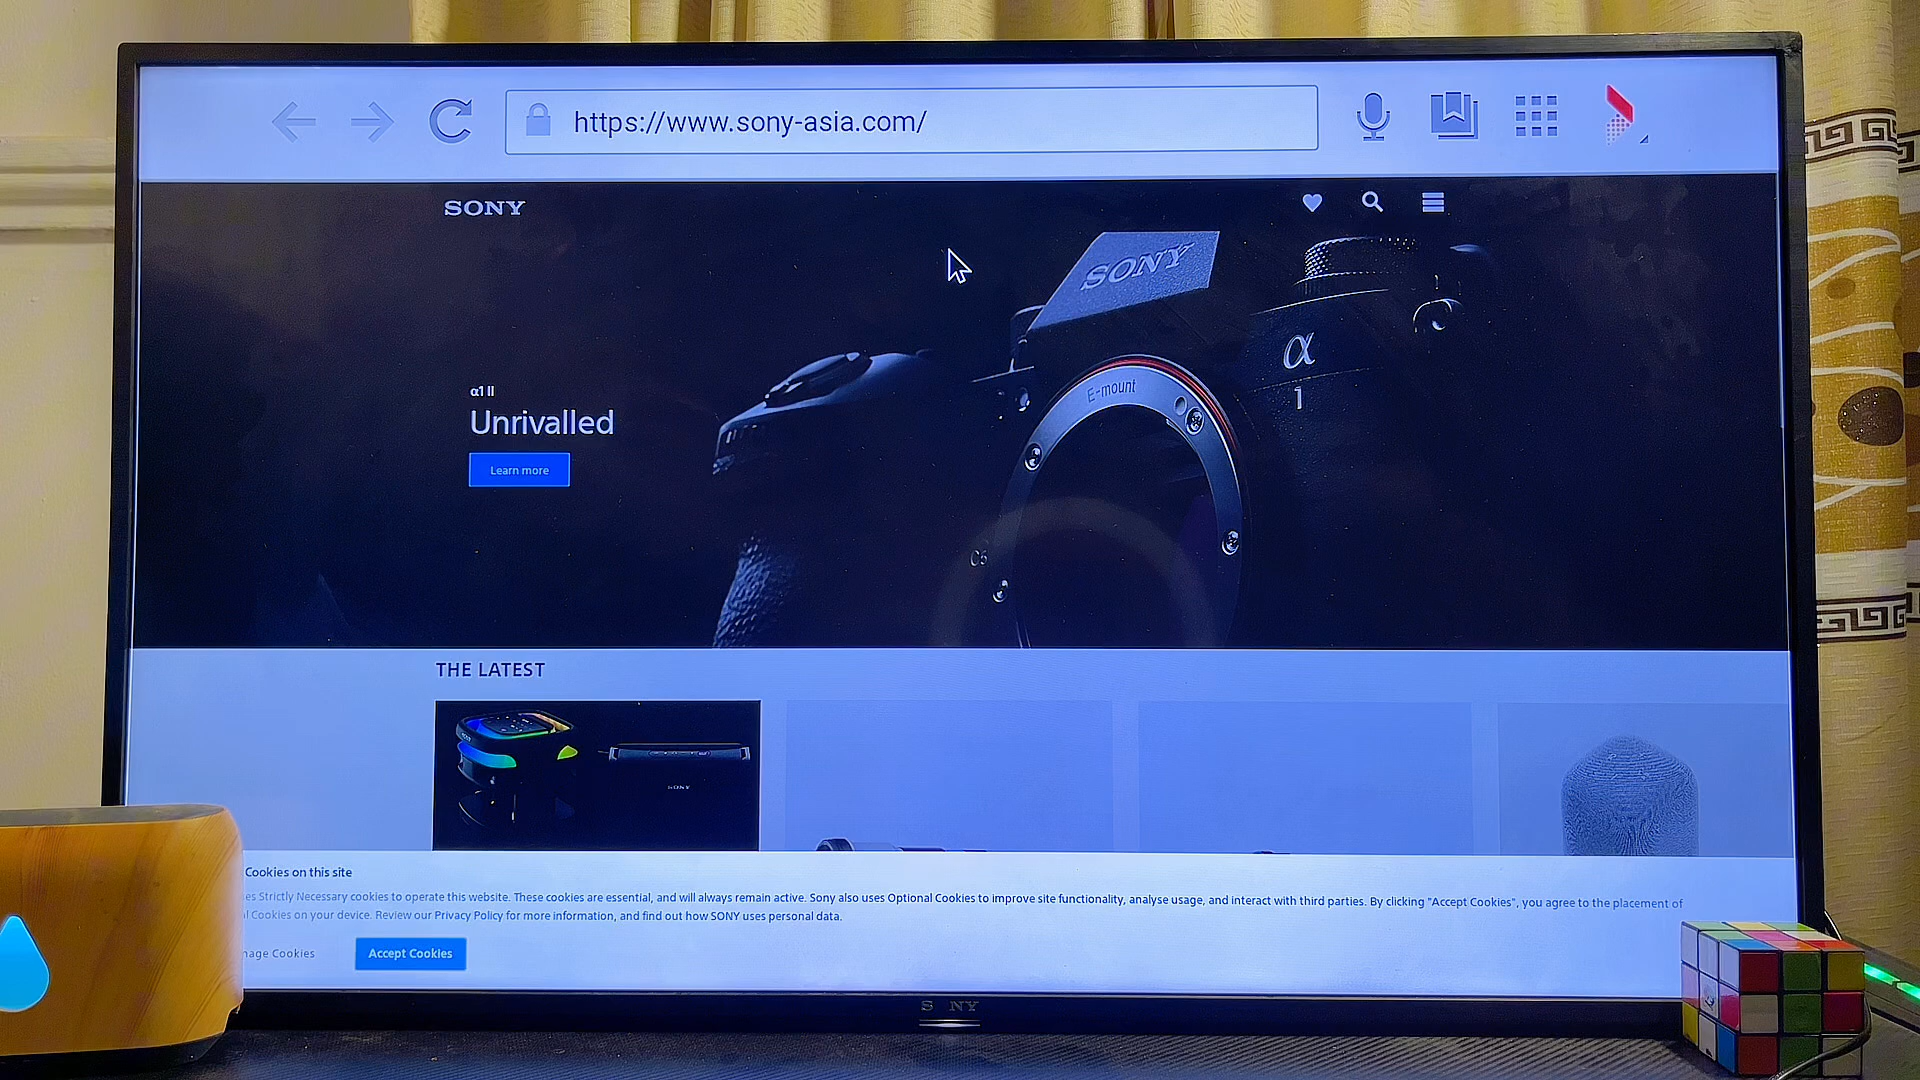 https://www.sony-asia.com/
SONY
SONY
α
1
E-mount
α1 II
Unrivalled
Learn more
THE LATEST
SONY
Cookies on this site
es Strictly Necessary cookies to operate this website. These cookies are essential, and will always remain active. Sony also uses Optional Cookies to improve site functionality, analyse usage, and interact with third parties. By clicking "Accept Cookies", you agree to the placement of
l Cookies on your device. Review our Privacy Policy for more information, and find out how SONY uses personal data.
nage Cookies
Accept Cookies
S NY